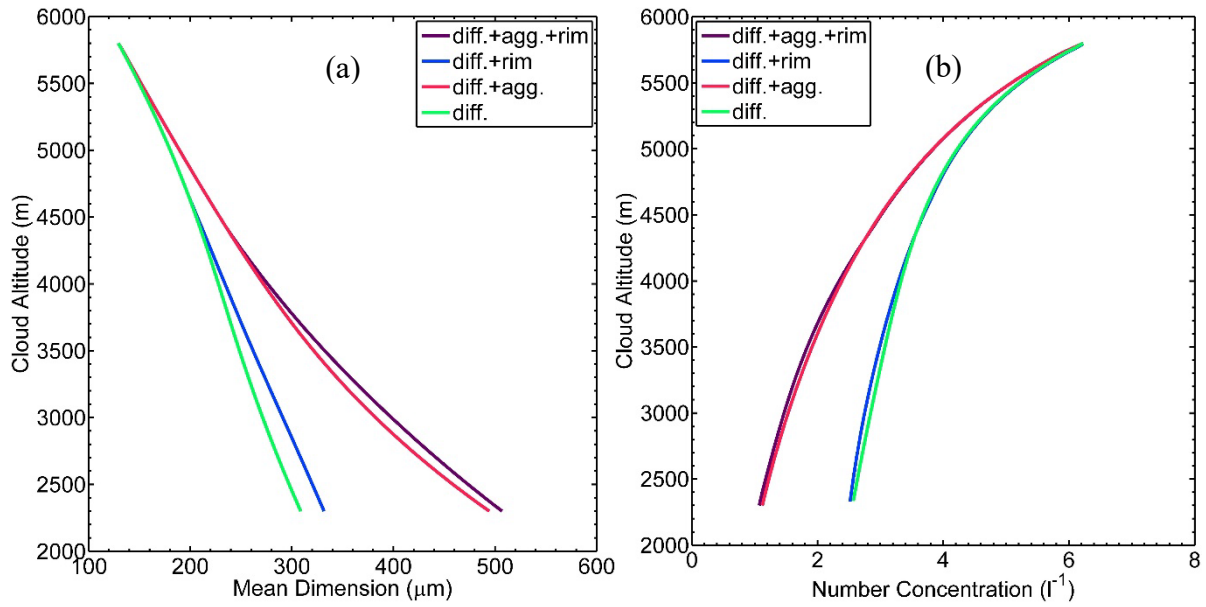 (a)
diff.+agg.+rim
diff.+rim
diff.+agg.
diff.
6000
5500
5000
4500
4000
3500
3000
2500
2000
Cloud Altitude (m)
100 200 300 400 500 600
Mean Dimension (μm)
(b)
diff.+agg.+rim
diff.+rim
diff.+agg.
diff.
6000
5500
5000
4500
4000
3500
3000
2500
2000
Cloud Altitude (m)
0 2 4 6 8
Number Concentration (l⁻¹)